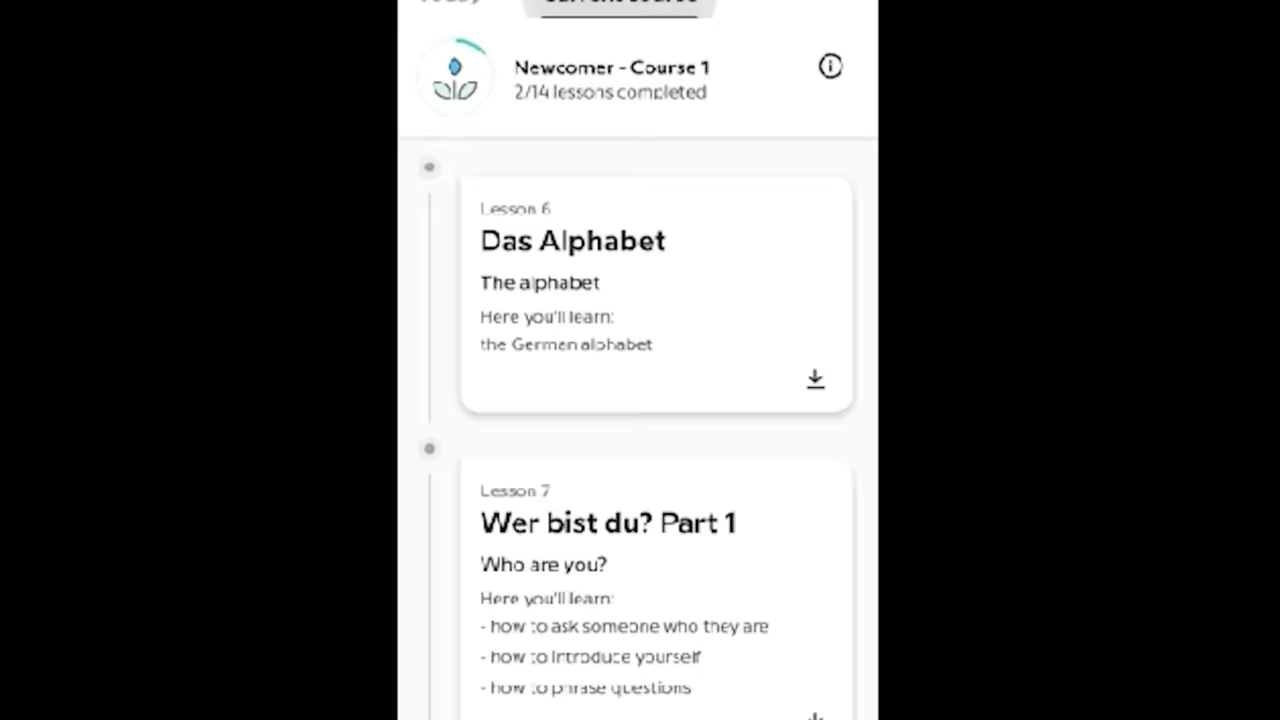 Newcomer - Course 1
2/14 lessons completed
Lesson 6
Das Alphabet
The alphabet
Here you'll learn:
the German alphabet
Lesson 7
Wer bist du? Part 1
Who are you?
Here you'll learn:
- how to ask someone who they are
- how to introduce yourself
- how to phrase questions